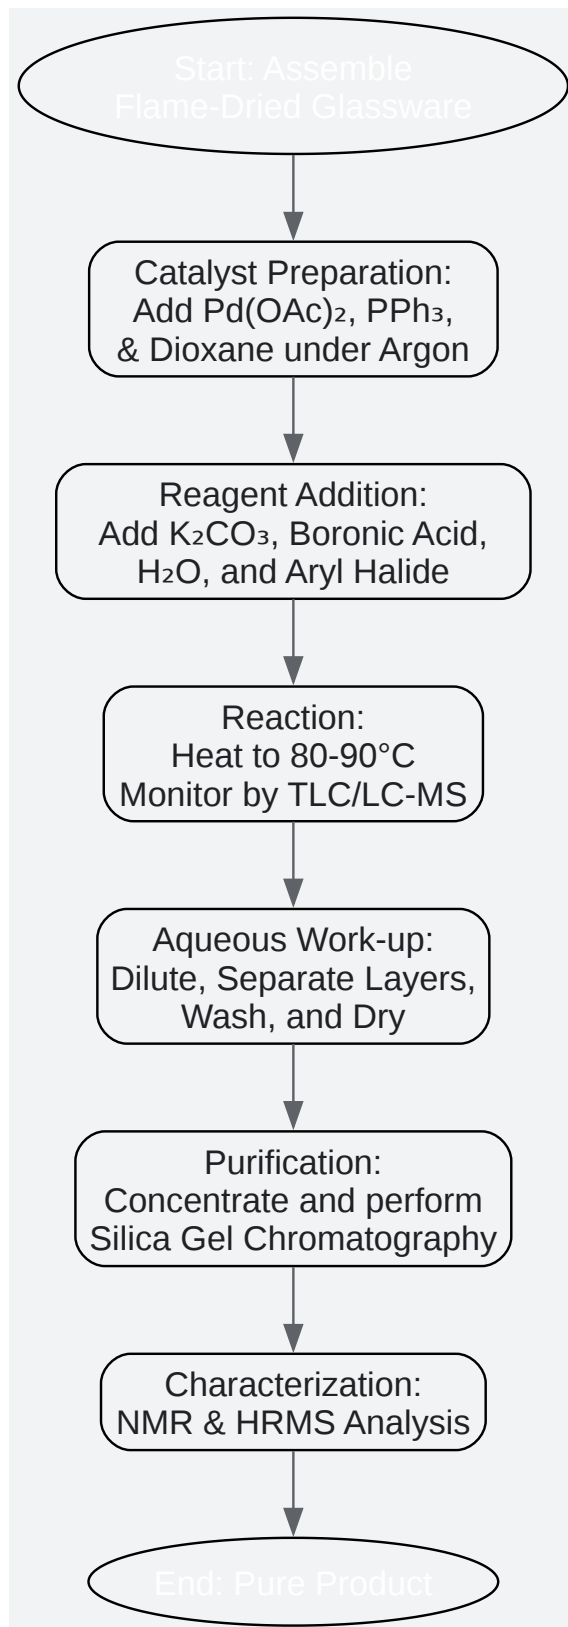 Start: Assemble
Flame-Dried Glassware
Catalyst Preparation:
Add Pd(OAc)₂, PPh₃,
& Dioxane under Argon
Reagent Addition:
Add K₂CO₃, Boronic Acid,
H₂O, and Aryl Halide
Reaction:
Heat to 80-90°C
Monitor by TLC/LC-MS
Aqueous Work-up:
Dilute, Separate Layers,
Wash, and Dry
Purification:
Concentrate and perform
Silica Gel Chromatography
Characterization:
NMR & HRMS Analysis
End: Pure Product